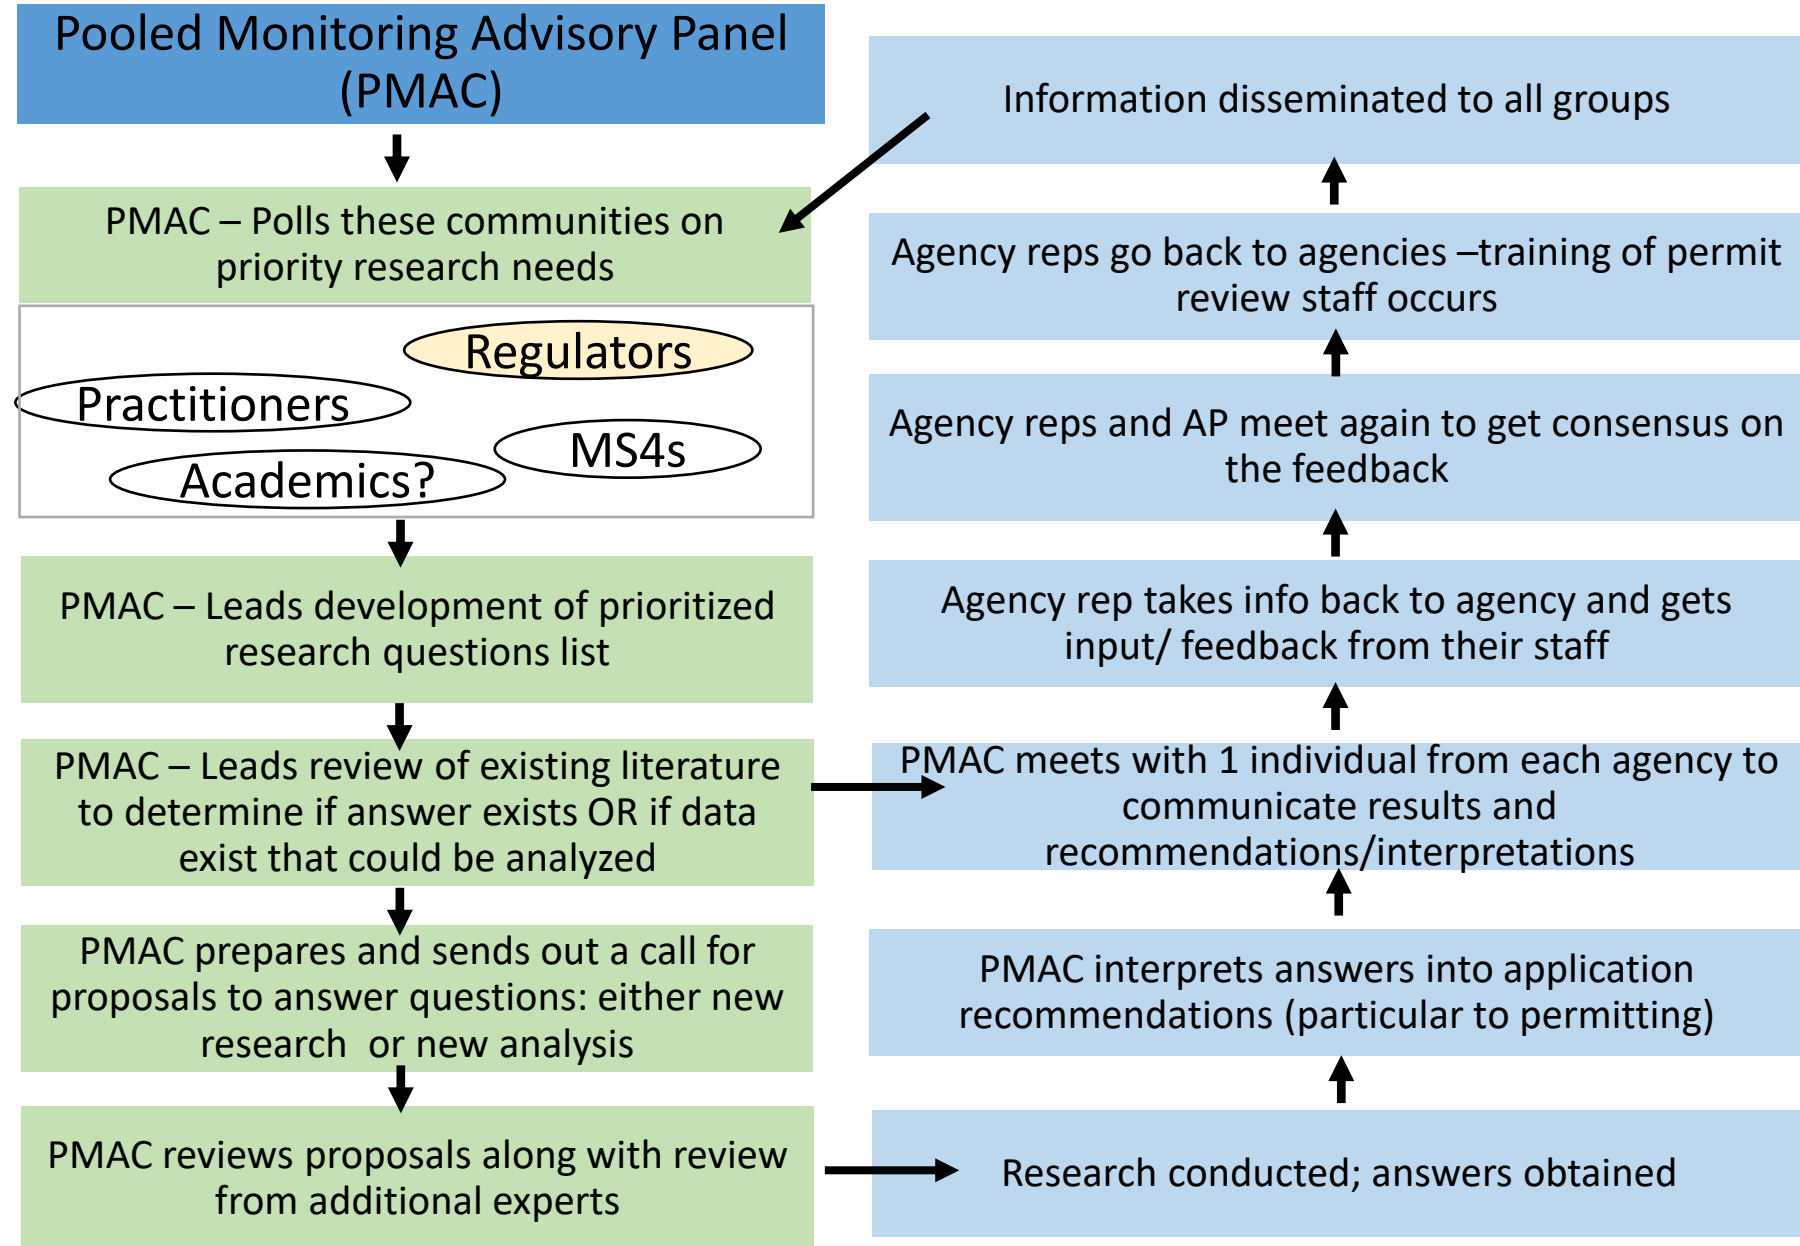 Pooled Monitoring Advisory Panel
(PMAC)
PMAC – Polls these communities on
priority research needs
Regulators
Practitioners
MS4s
Academics?
PMAC – Leads development of prioritized
research questions list
PMAC – Leads review of existing literature
to determine if answer exists OR if data
exist that could be analyzed
PMAC prepares and sends out a call for
proposals to answer questions: either new
research or new analysis
PMAC reviews proposals along with review
from additional experts
Information disseminated to all groups
Agency reps go back to agencies –training of permit
review staff occurs
Agency reps and AP meet again to get consensus on
the feedback
Agency rep takes info back to agency and gets
input/ feedback from their staff
PMAC meets with 1 individual from each agency to
communicate results and
recommendations/interpretations
PMAC interprets answers into application
recommendations (particular to permitting)
Research conducted; answers obtained